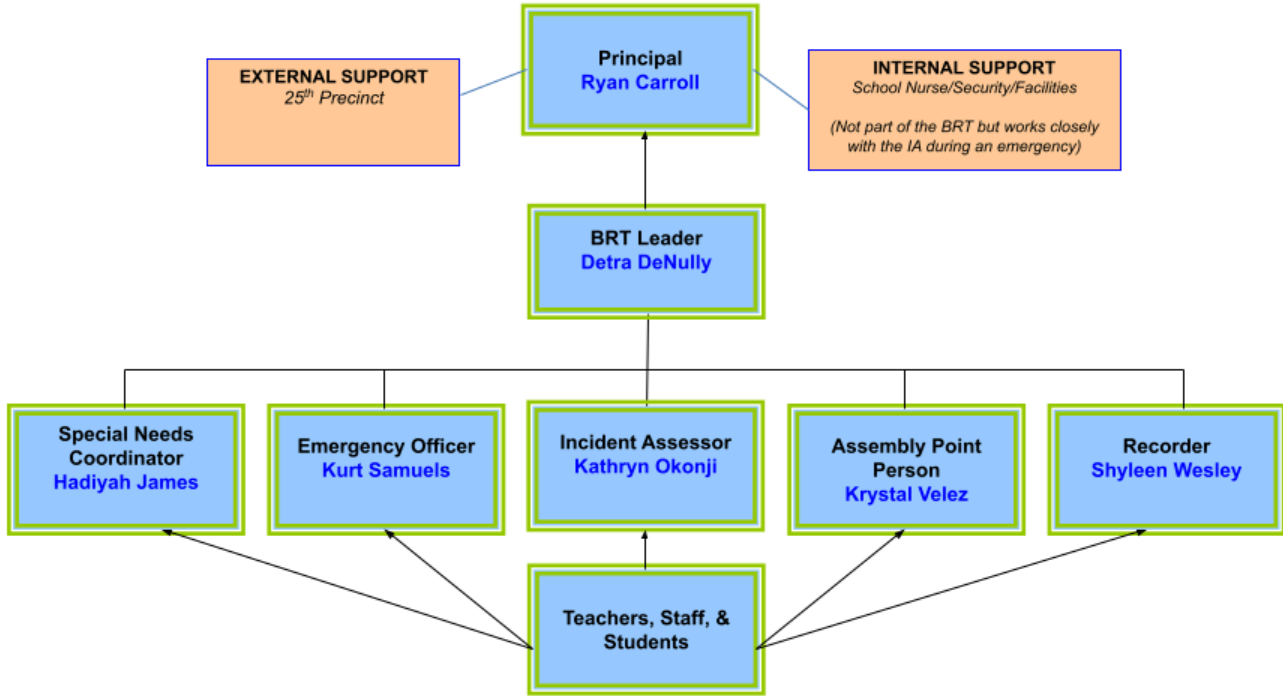 Principal
Ryan Carroll
EXTERNAL SUPPORT
25th Precinct
INTERNAL SUPPORT
School Nurse/Security/Facilities
(Not part of the BRT but works closely
with the IA during an emergency)
BRT Leader
Detra DeNully
Special Needs
Coordinator
Hadiyah James
Emergency Officer
Kurt Samuels
Incident Assessor
Kathryn Okonji
Assembly Point
Person
Krystal Velez
Recorder
Shyleen Wesley
Teachers, Staff, &
Students